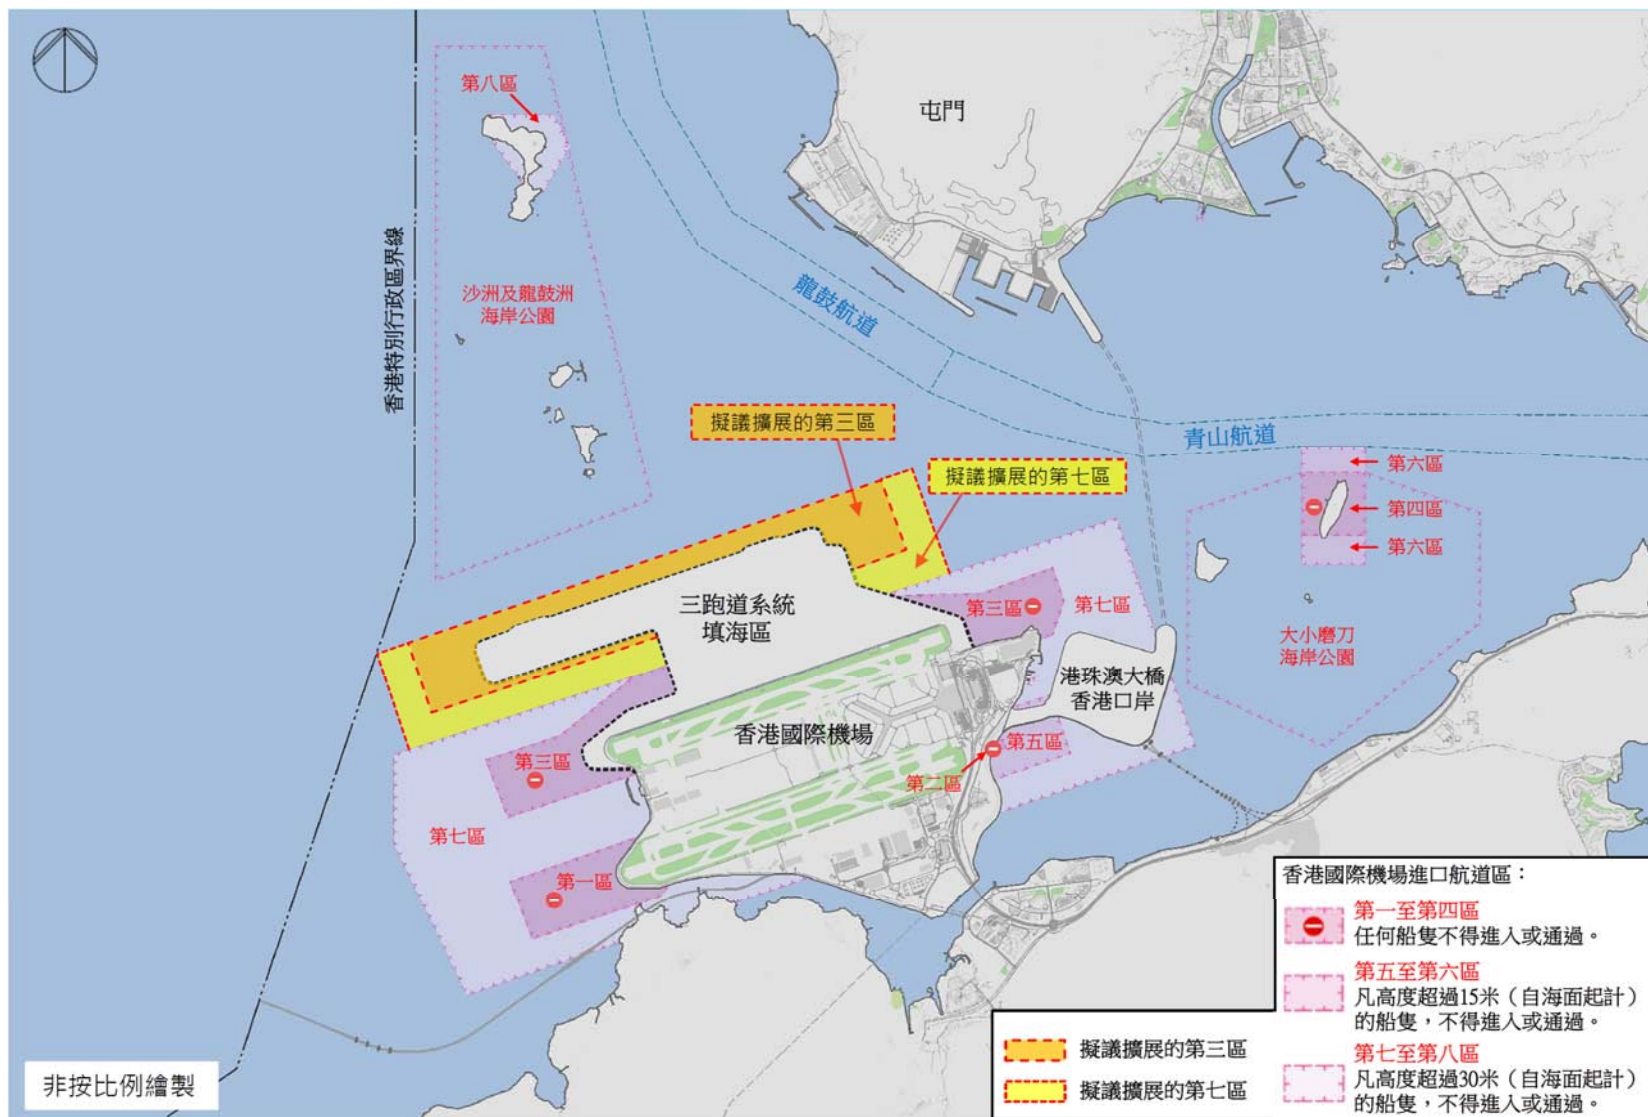 第八區
屯門
香港特別行政區界線
沙洲及龍鼓洲
海岸公園
龍鼓航道
擬議擴展的第三區
青山航道
擬議擴展的第七區
第六區
第四區
第六區
三跑道系統
填海區
第三區
第七區
大小磨刀
海岸公園
港珠澳大橋
香港口岸
香港國際機場
第五區
第二區
第三區
第七區
第一區
香港國際機場進口航道區：
第一至第四區
任何船隻不得進入或通過。
第五至第六區
凡高度超過15米（自海面起計）
的船隻，不得進入或通過。
第七至第八區
凡高度超過30米（自海面起計）
的船隻，不得進入或通過。
擬議擴展的第三區
擬議擴展的第七區
非按比例繪製